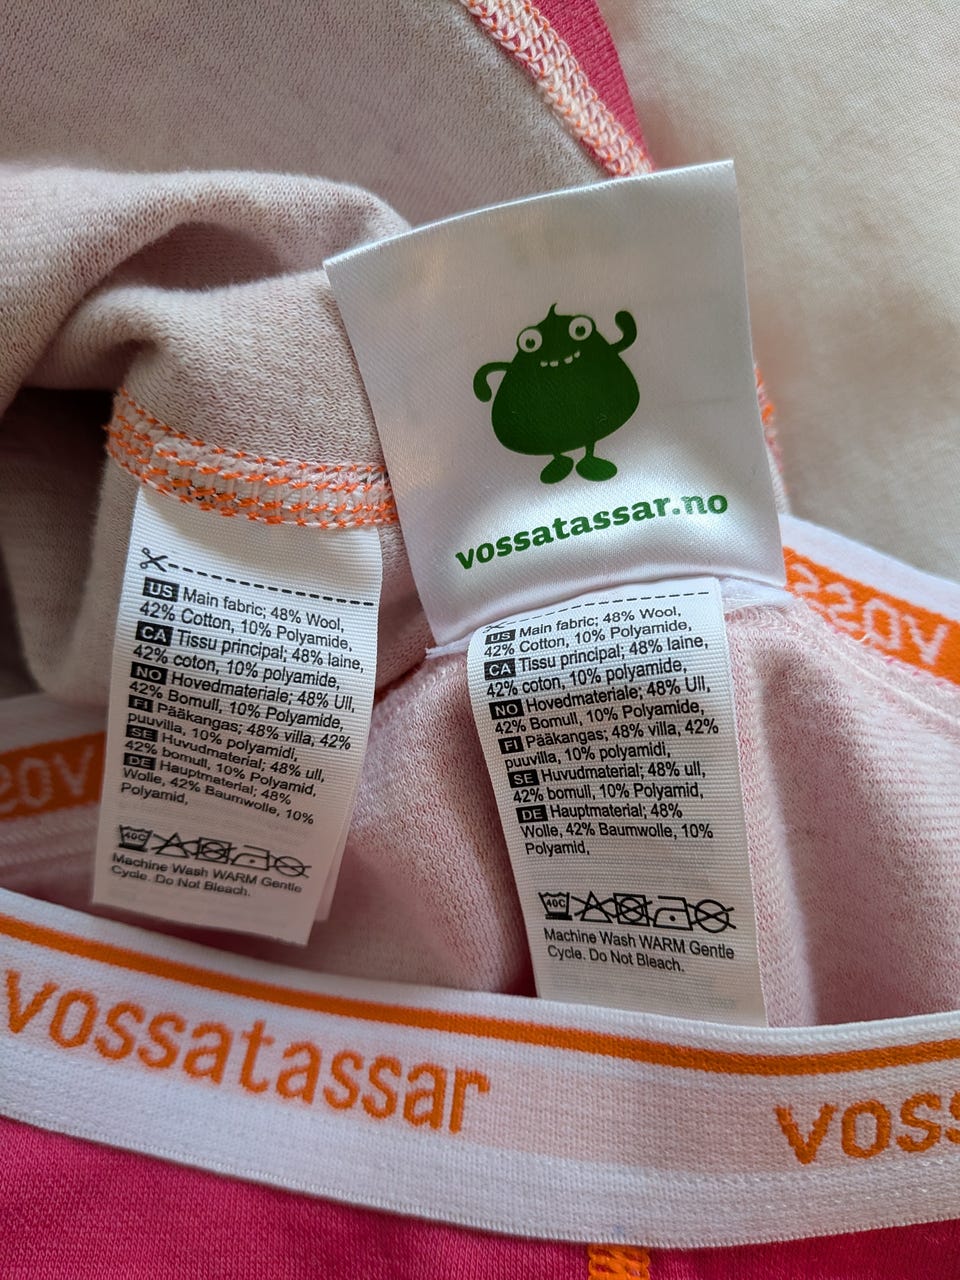 vossatassar.no
US Main fabric; 48% Wool,
42% Cotton, 10% Polyamide,
CA Tissu principal; 48% laine,
42% coton, 10% polyamide,
NO Hovedmateriale; 48% Ull,
42% Bomull, 10% Polyamide,
FI Pääkangas; 48% villa, 42%
puuvilla, 10% polyamidi,
SE Huvudmaterial; 48% ull,
42% bomull, 10% Polyamid,
DE Hauptmaterial; 48%
Wolle, 42% Baumwolle, 10%
Polyamid,
40C
Machine Wash WARM Gentle
Cycle. Do Not Bleach.
US Main fabric; 48% Wool,
42% Cotton, 10% Polyamide,
CA Tissu principal; 48% laine,
42% coton, 10% polyamide,
NO Hovedmateriale; 48% Ull,
42% Bomull, 10% Polyamide,
FI Pääkangas; 48% villa, 42%
puuvilla, 10% polyamid,
SE Huvudmaterial; 48% ull,
42% bomull, 10% Polyamid,
DE Hauptmaterial; 48%
Wolle, 42% Baumwolle, 10%
Polyamid,
40C
Machine Wash WARM Gentle
Cycle. Do Not Bleach.
vossatassar
voss